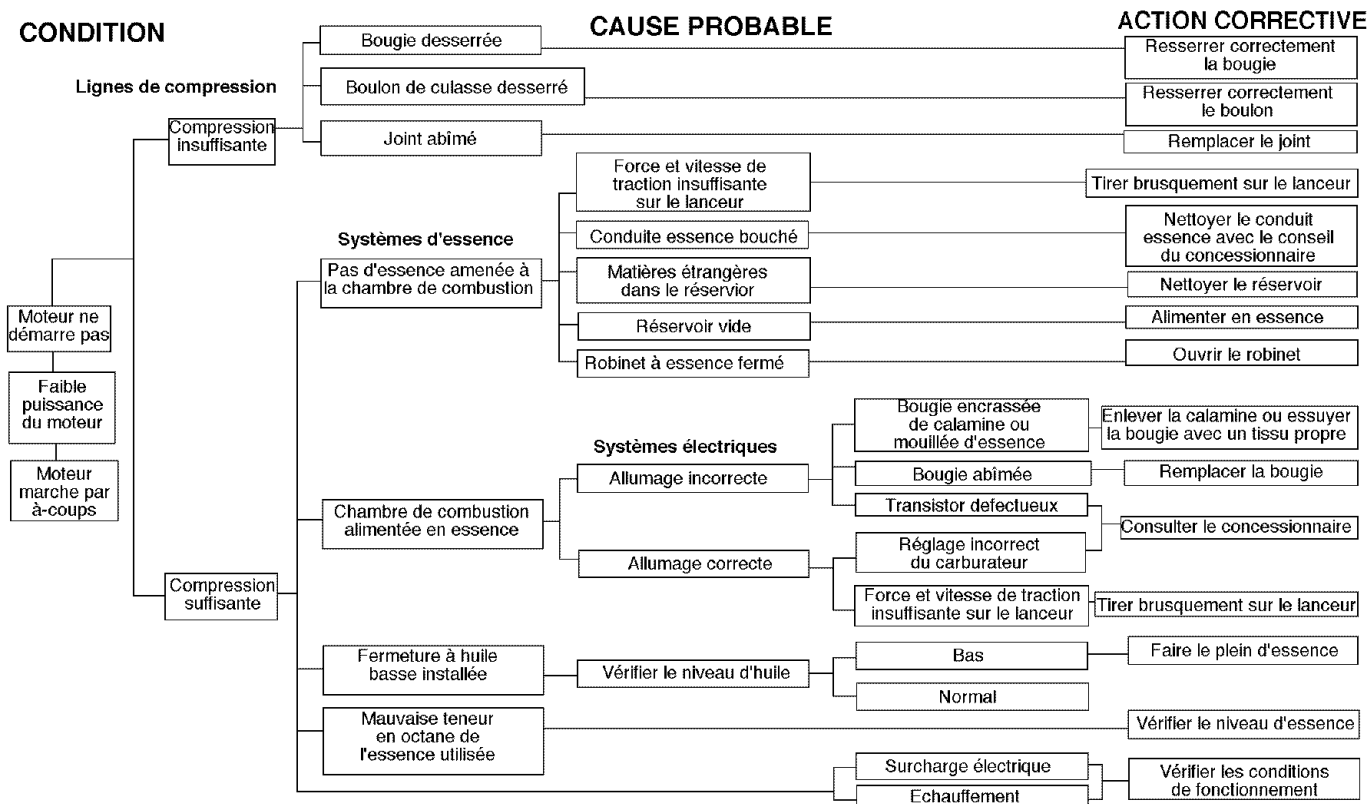 CONDITION
CAUSE PROBABLE
ACTION CORRECTIVE
Bougie desserrée
Resserrer correctement
la bougie
Lignes de compression
Boulon de culasse desserré
Resserrer correctement
le boulon
Compression
insuffisante
Joint abîmé
Remplacer le joint
Force et vitesse de
traction insuffisante
sur le lanceur
Tirer brusquement sur le lanceur
Systèmes d'essence
Conduite essence bouché
Nettoyer le conduit
essence avec le conseil
du concessionnaire
Pas d'essence amenée à
la chambre de combustion
Matières étrangères
dans le réservior
Nettoyer le réservoir
Moteur ne
démarre pas
Réservoir vide
Alimenter en essence
Robinet à essence fermé
Ouvrir le robinet
Faible
puissance
du moteur
Moteur
marche par
à-coups
Systèmes électriques
Bougie encrassée
de calamine ou
mouillée d'essence
Enlever la calamine ou essuyer
la bougie avec un tissu propre
Allumage incorrecte
Bougie abîmée
Remplacer la bougie
Transistor defectueux
Consulter le concessionnaire
Chambre de combustion
alimentée en essence
Allumage correcte
Réglage incorrect
du carburateur
Compression
suffisante
Force et vitesse de traction
insuffisante sur le lanceur
Tirer brusquement sur le lanceur
Fermeture à huile
basse installée
Vérifier le niveau d'huile
Bas
Faire le plein d'essence
Normal
Mauvaise teneur
en octane de
l'essence utilisée
Vérifier le niveau d'essence
Surcharge électrique
Echauffement
Vérifier les conditions
de fonctionnement